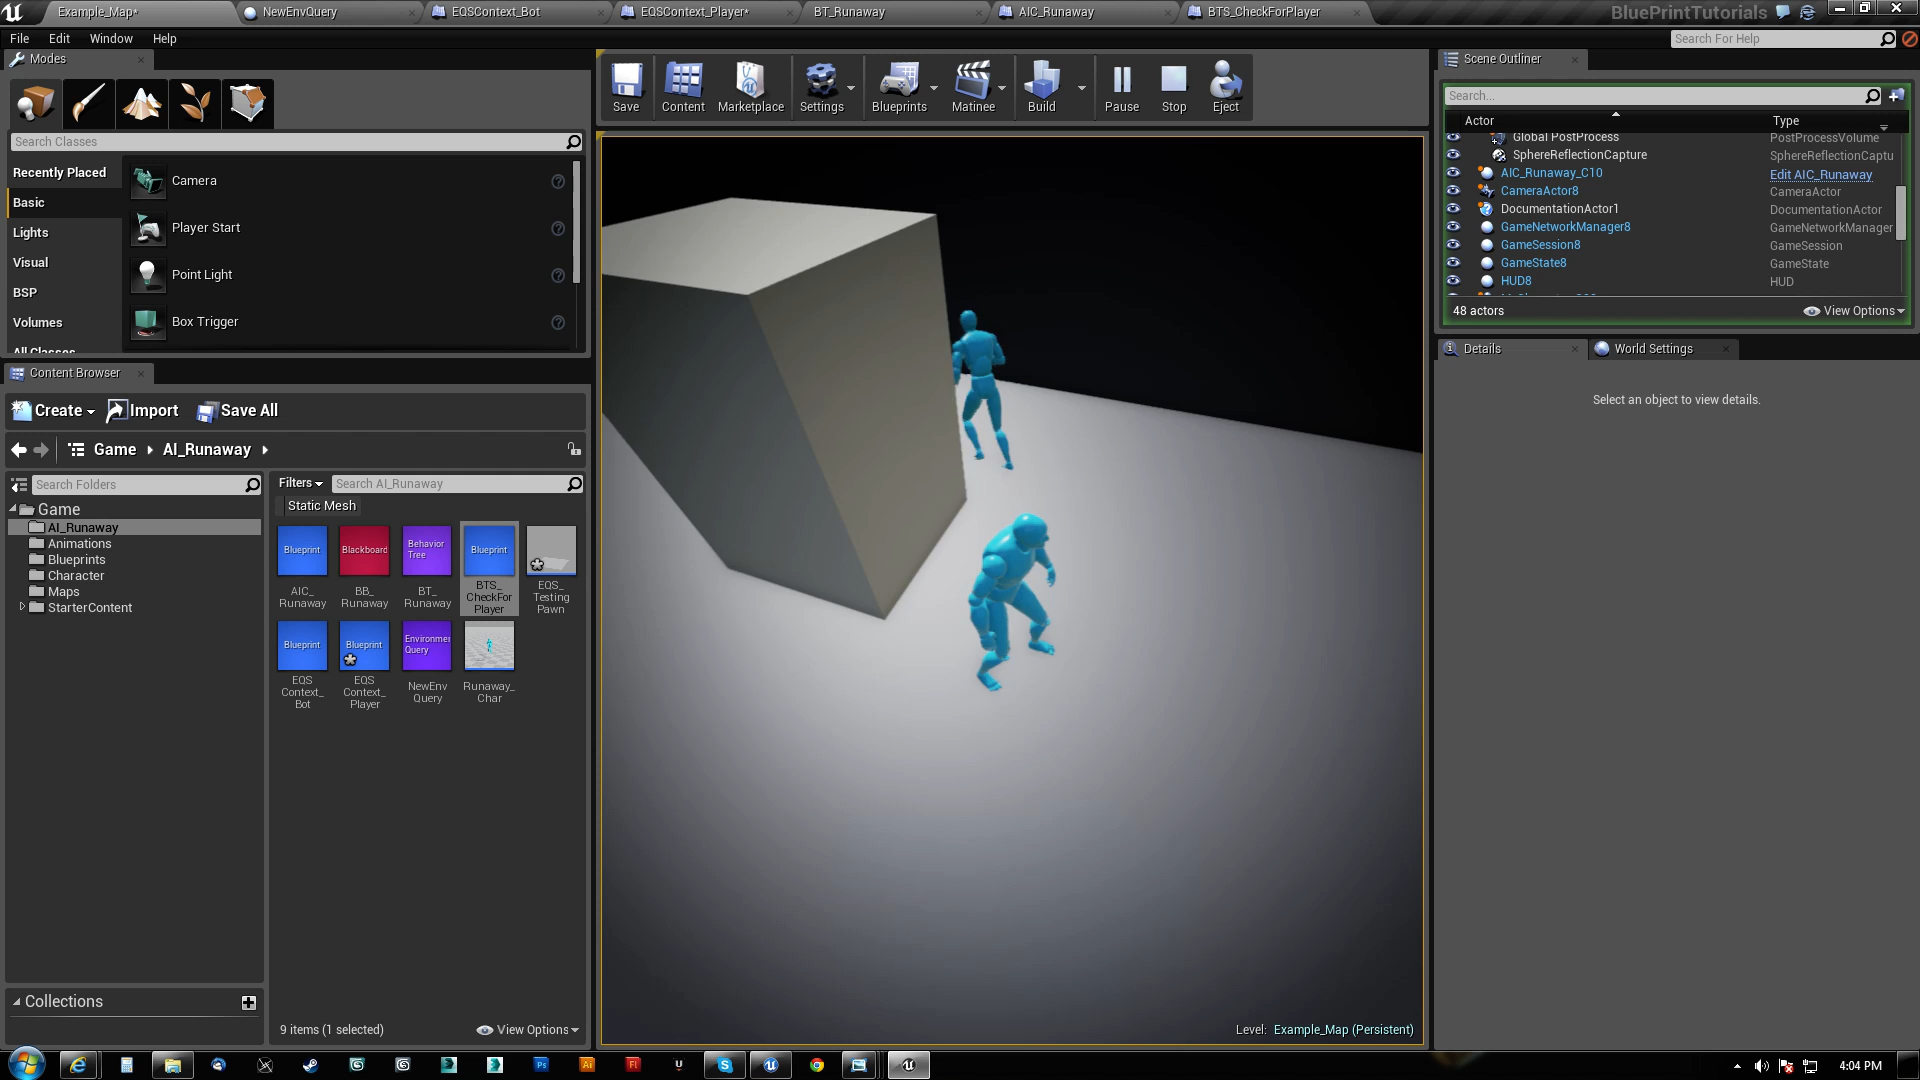 Example_Map*
NewEnvQuery
EQSContext_Bot
EQSContext_Player*
BT_Runaway
AIC_Runaway
BTS_CheckForPlayer
BluePrintTutorials
File
Edit
Window
Help
Search For Help
Modes
Search Classes
Recently Placed
Basic
Lights
Visual
BSP
Volumes
All Classes
Camera
Player Start
Point Light
Box Trigger
Save
Content
Marketplace
Settings
Blueprints
Matinee
Build
Pause
Stop
Eject
Scene Outliner
Search...
Actor
Type
Global PostProcess
PostProcessVolume
SphereReflectionCapture
SphereReflectionCaptu
AIC_Runaway_C10
Edit AIC_Runaway
CameraActor8
CameraActor
DocumentationActor1
DocumentationActor
GameNetworkManager8
GameNetworkManager
GameSession8
GameSession
GameState8
GameState
HUD8
HUD
48 actors
View Options
Details
World Settings
Select an object to view details.
Content Browser
Create
Import
Save All
Game
AI_Runaway
Search Folders
Game
AI_Runaway
Animations
Blueprints
Character
Maps
StarterContent
Collections
Filters
Search AI_Runaway
Static Mesh
Blueprint
AIC_
Runaway
Blackboard
BB_
Runaway
Behavior
Tree
BT_
Runaway
Blueprint
BTS_
CheckFor
Player
EQS_
Testing
Pawn
Blueprint
EQS
Context_
Bot
Blueprint
EQS
Context_
Player
Environme
Query
NewEnv
Query
Runaway_
Char
9 items (1 selected)
View Options
Level: Example_Map (Persistent)
4:04 PM